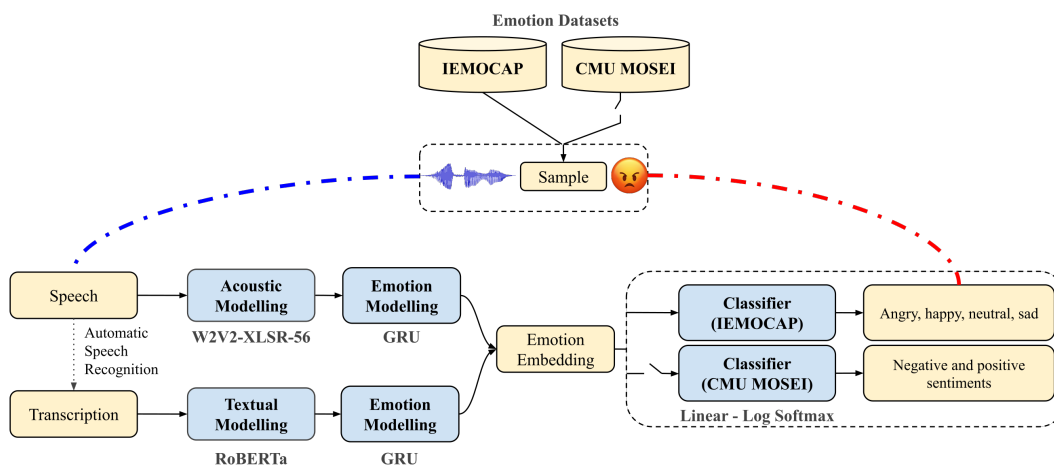 Emotion Datasets
IEMOCAP
CMU MOSEI
Sample
Speech
Acoustic
Modelling
W2V2-XLSR-56
Emotion
Modelling
GRU
Automatic
Speech
Recognition
Transcription
Textual
Modelling
RoBERTa
Emotion
Modelling
GRU
Emotion
Embedding
Classifier
(IEMOCAP)
Angry, happy, neutral, sad
Classifier
(CMU MOSEI)
Negative and positive
sentiments
Linear - Log Softmax